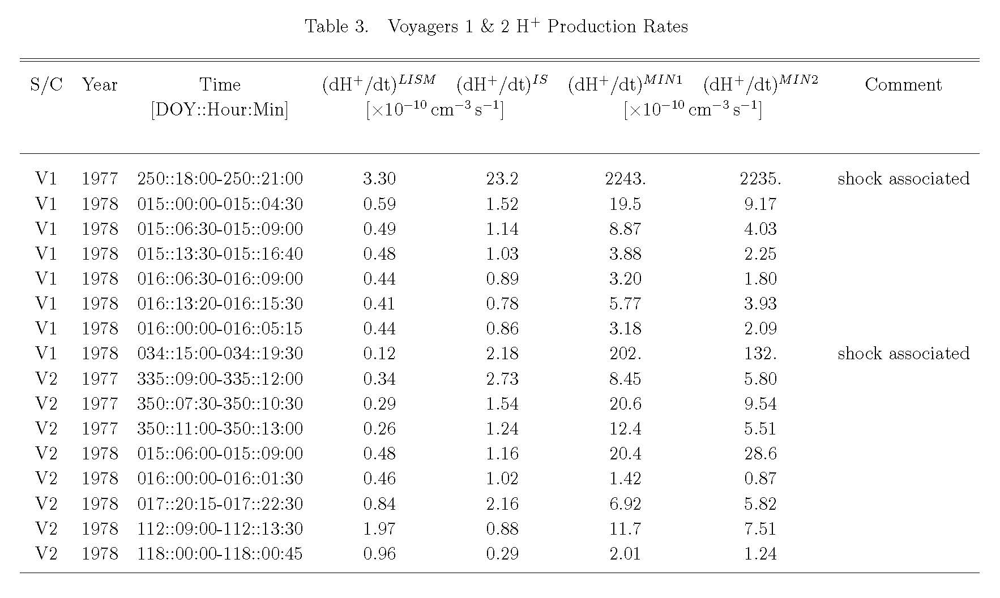 Table 3. Voyagers 1 & 2 H⁺ Production Rates
S/C Year Time (dH⁺/dt)^LISM (dH⁺/dt)^IS (dH⁺/dt)^MIN1 (dH⁺/dt)^MIN2 Comment
[DOY::Hour:Min] [×10⁻¹⁰ cm⁻³ s⁻¹] [×10⁻¹⁰ cm⁻³ s⁻¹]
V1 1977 250::18:00-250::21:00 3.30 23.2 2243. 2235. shock associated
V1 1978 015::00:00-015::04:30 0.59 1.52 19.5 9.17
V1 1978 015::06:30-015::09:00 0.49 1.14 8.87 4.03
V1 1978 015::13:30-015::16:40 0.48 1.03 3.88 2.25
V1 1978 016::06:30-016::09:00 0.44 0.89 3.20 1.80
V1 1978 016::13:20-016::15:30 0.41 0.78 5.77 3.93
V1 1978 016::00:00-016::05:15 0.44 0.86 3.18 2.09
V1 1978 034::15:00-034::19:30 0.12 2.18 202. 132. shock associated
V2 1977 335::09:00-335::12:00 0.34 2.73 8.45 5.80
V2 1977 350::07:30-350::10:30 0.29 1.54 20.6 9.54
V2 1977 350::11:00-350::13:00 0.26 1.24 12.4 5.51
V2 1978 015::06:00-015::09:00 0.48 1.16 20.4 28.6
V2 1978 016::00:00-016::01:30 0.46 1.02 1.42 0.87
V2 1978 017::20:15-017::22:30 0.84 2.16 6.92 5.82
V2 1978 112::09:00-112::13:30 1.97 0.88 11.7 7.51
V2 1978 118::00:00-118::00:45 0.96 0.29 2.01 1.24